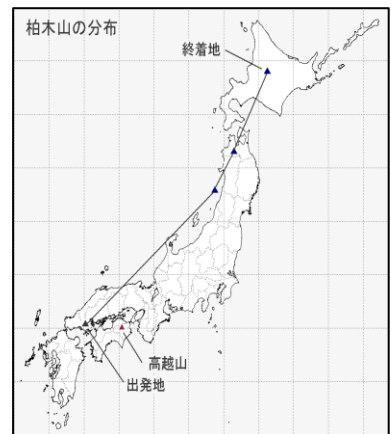 柏木山の分布
終着地
高越山
出発地